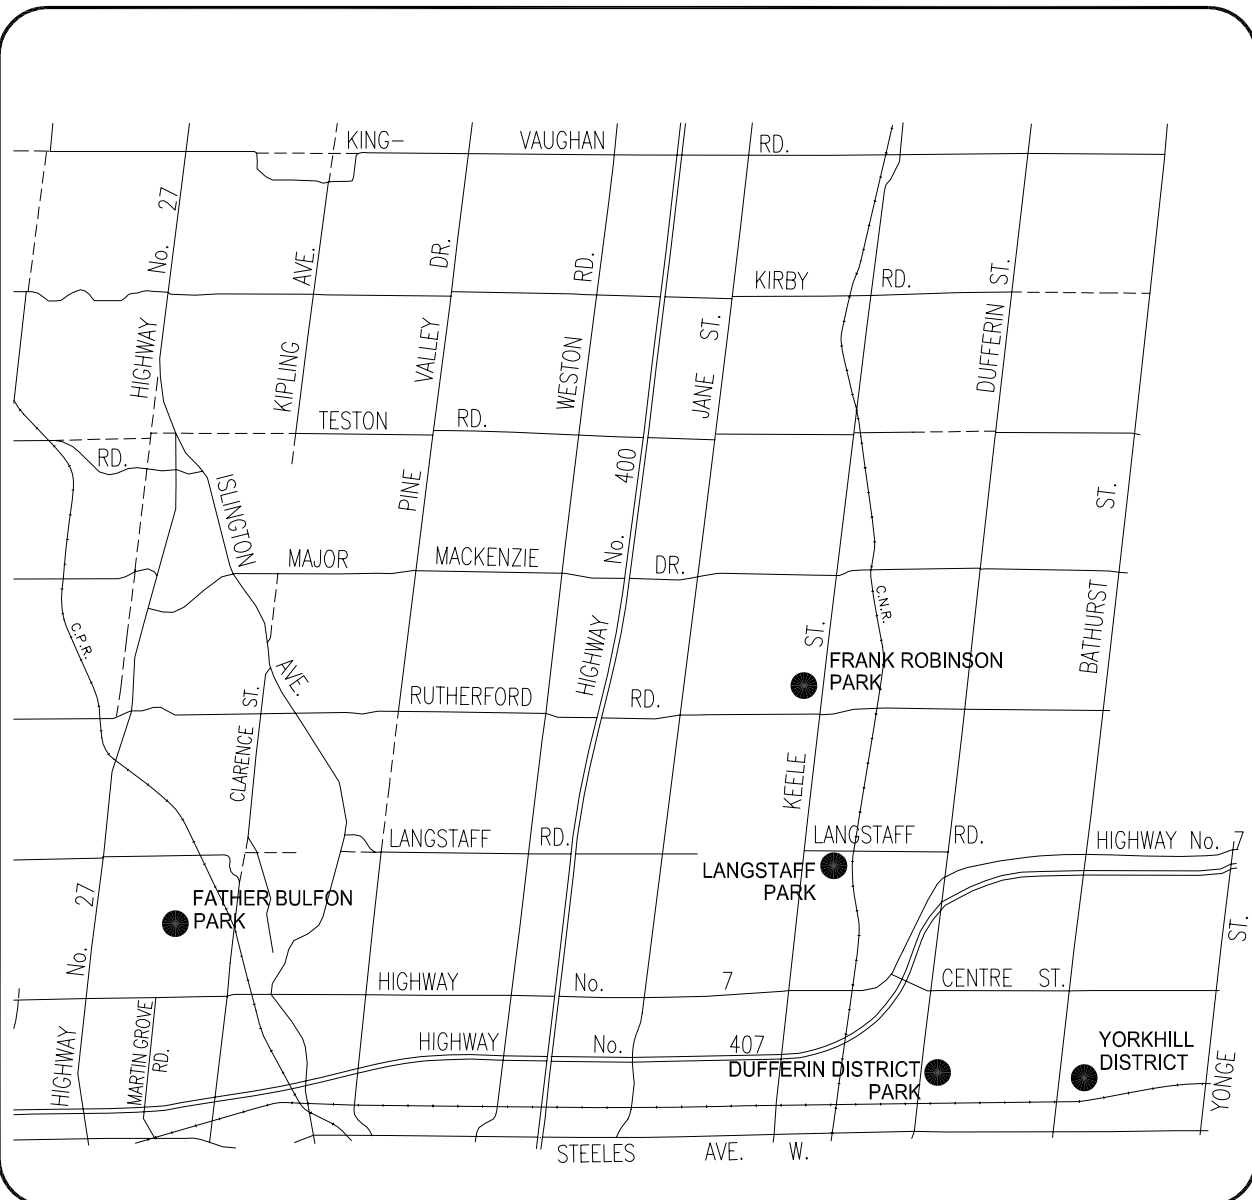 KING– VAUGHAN RD.
HIGHWAY No. 27
KIPLING AVE.
PINE VALLEY DR.
WESTON RD.
KIRBY RD.
JANE ST.
DUFFERIN ST.
TESTON RD.
RD.
ISLINGTON AVE.
HIGHWAY No. 400
BATHURST ST.
MAJOR MACKENZIE DR.
C.P.R.
C.N.R.
KEELE ST.
FRANK ROBINSON
PARK
RUTHERFORD RD.
CLARENCE ST.
LANGSTAFF RD.
LANGSTAFF RD.
HIGHWAY No. 7
LANGSTAFF
PARK
FATHER BULFON
PARK
HIGHWAY No. 27
HIGHWAY No. 7
CENTRE ST.
MARTIN GROVE
RD.
HIGHWAY No. 407
YONGE ST.
DUFFERIN DISTRICT
PARK
YORKHILL
DISTRICT
STEELES AVE. W.